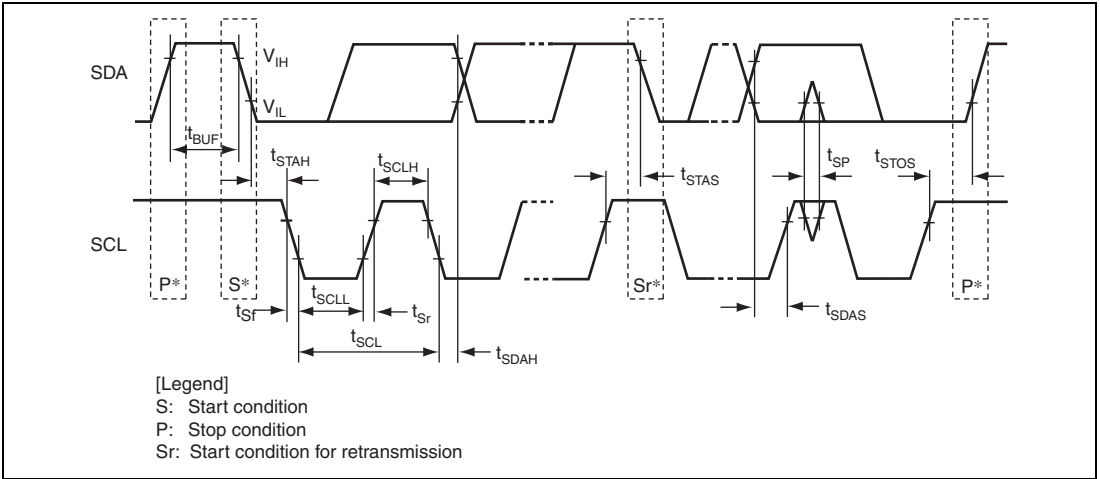 SDA
V_IH
V_IL
t_BUF
t_STAH
t_SCLH
t_STAS
t_SP
t_STOS
SCL
P*
S*
Sr*
P*
t_Sf
t_SCLL
t_Sr
t_SDAS
t_SCL
t_SDAH
[Legend]
S: Start condition
P: Stop condition
Sr: Start condition for retransmission